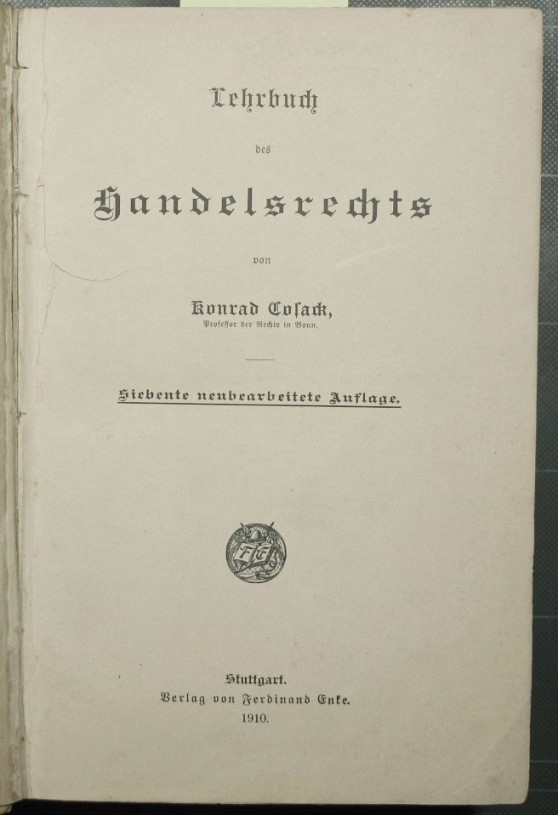 Lehrbuch
des
Handelsrechts
von
Konrad Cosack,
Professor der Rechte in Bonn.
Siebente neubearbeitete Auflage.
F E
Stuttgart.
Verlag von Ferdinand Enke.
1910.